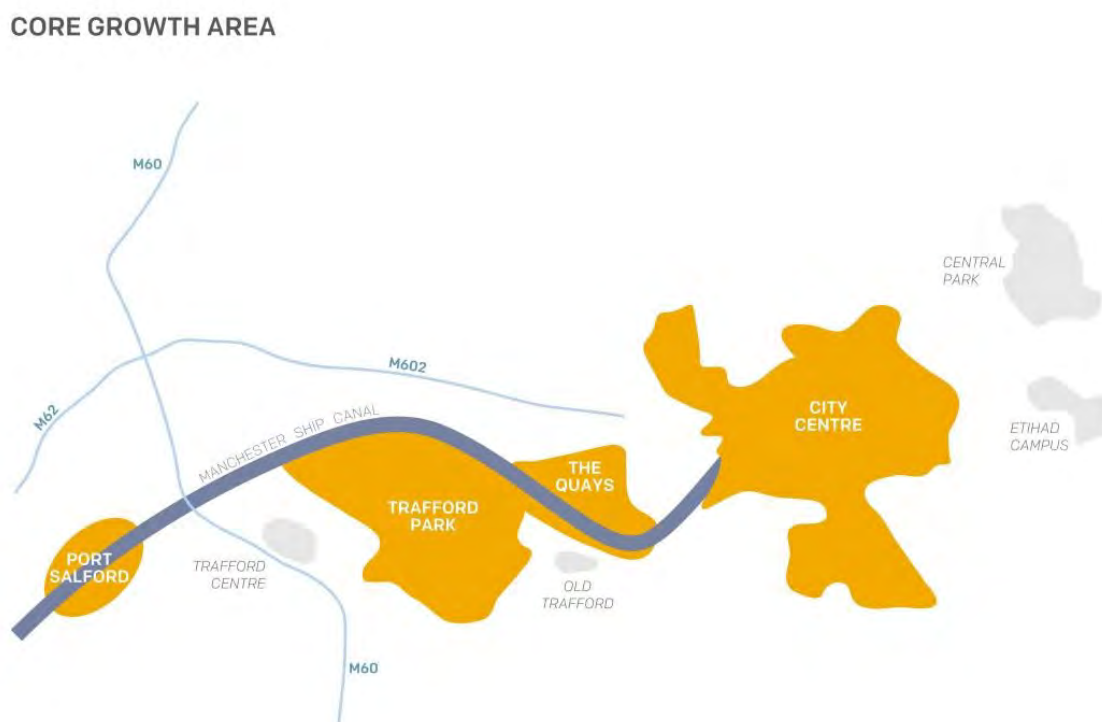 CORE GROWTH AREA
M60
CENTRAL
PARK
M602
CITY
CENTRE
M62
MANCHESTER SHIP CANAL
ETIHAD
CAMPUS
THE
QUAYS
TRAFFORD
PARK
PORT
SALFORD
TRAFFORD
CENTRE
OLD
TRAFFORD
M60